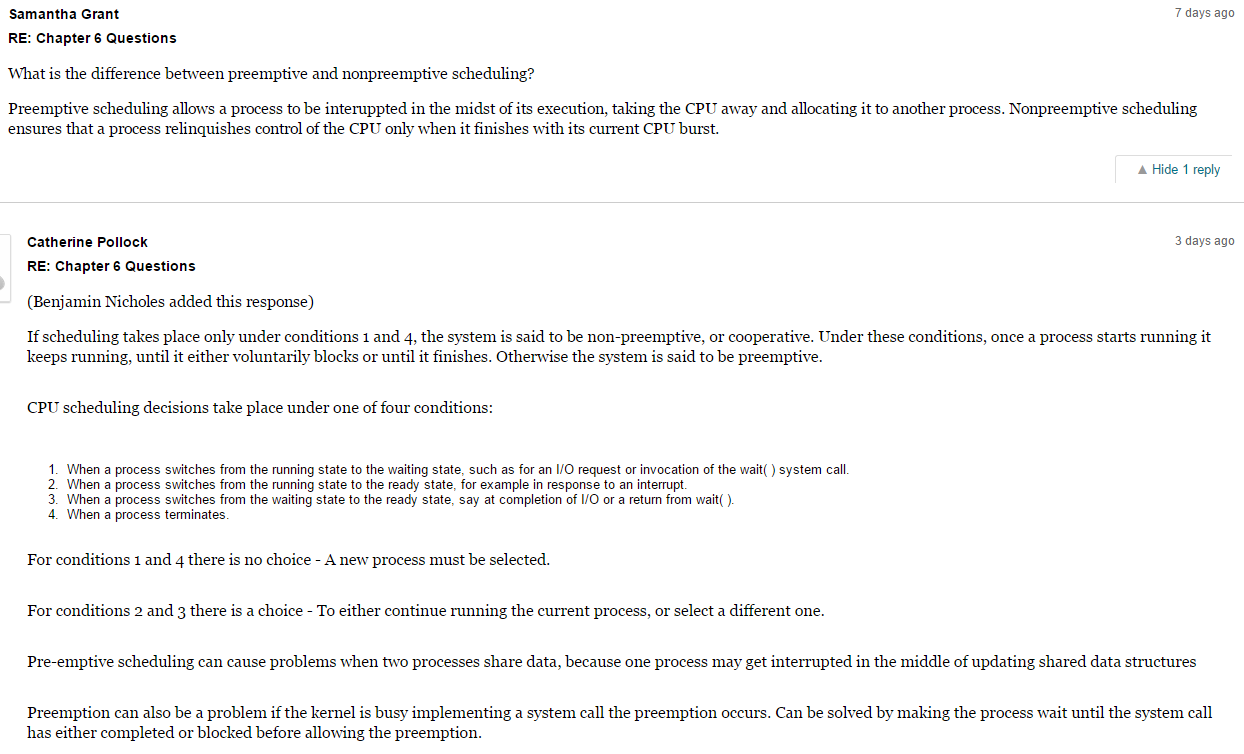 Samantha Grant
7 days ago
RE: Chapter 6 Questions
What is the difference between preemptive and nonpreemptive scheduling?
Preemptive scheduling allows a process to be interuppted in the midst of its execution, taking the CPU away and allocating it to another process. Nonpreemptive scheduling
ensures that a process relinquishes control of the CPU only when it finishes with its current CPU burst.
▲ Hide 1 reply
Catherine Pollock
3 days ago
RE: Chapter 6 Questions
(Benjamin Nicholes added this response)
If scheduling takes place only under conditions 1 and 4, the system is said to be non-preemptive, or cooperative. Under these conditions, once a process starts running it
keeps running, until it either voluntarily blocks or until it finishes. Otherwise the system is said to be preemptive.
CPU scheduling decisions take place under one of four conditions:
1. When a process switches from the running state to the waiting state, such as for an I/O request or invocation of the wait( ) system call.
2. When a process switches from the running state to the ready state, for example in response to an interrupt.
3. When a process switches from the waiting state to the ready state, say at completion of I/O or a return from wait( ).
4. When a process terminates.
For conditions 1 and 4 there is no choice - A new process must be selected.
For conditions 2 and 3 there is a choice - To either continue running the current process, or select a different one.
Pre-emptive scheduling can cause problems when two processes share data, because one process may get interrupted in the middle of updating shared data structures
Preemption can also be a problem if the kernel is busy implementing a system call the preemption occurs. Can be solved by making the process wait until the system call
has either completed or blocked before allowing the preemption.